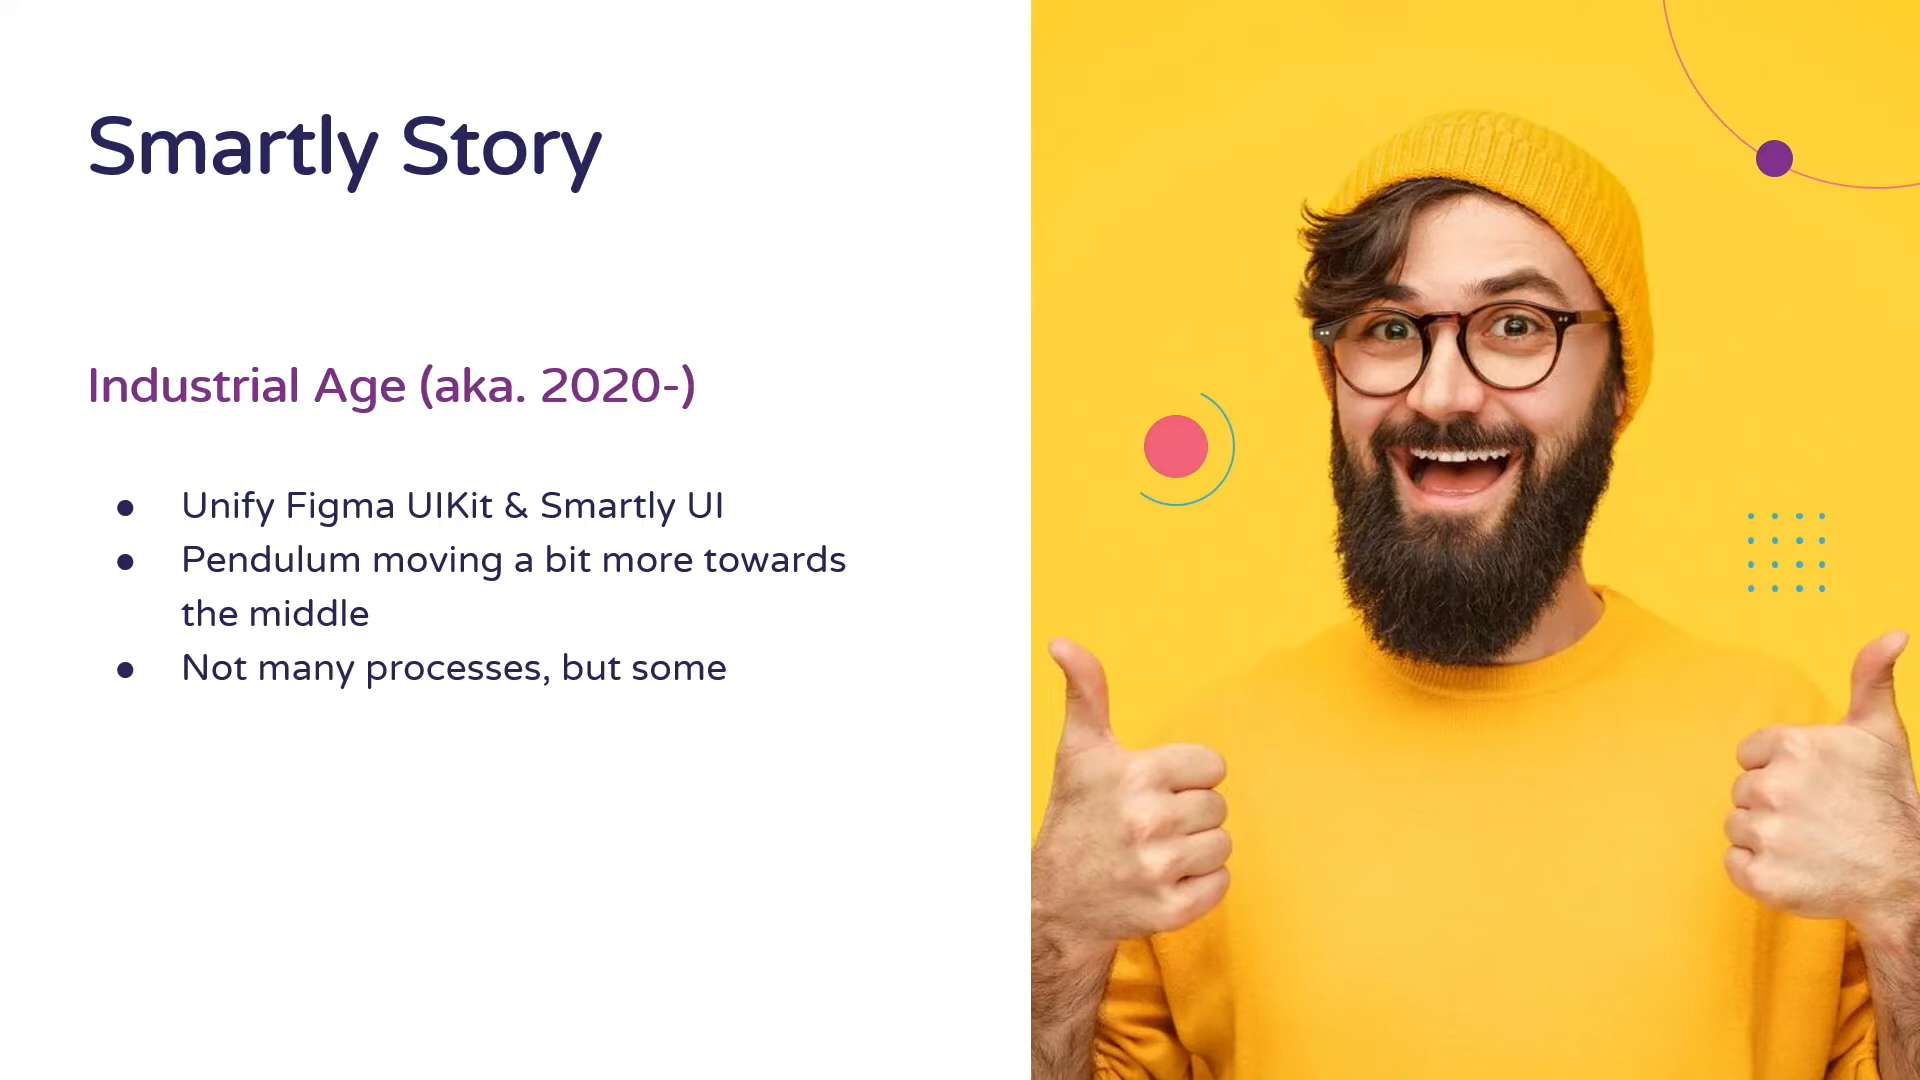 Smartly Story
Industrial Age (aka. 2020-)
● Unify Figma UIKit & Smartly UI
● Pendulum moving a bit more towards
the middle
● Not many processes, but some